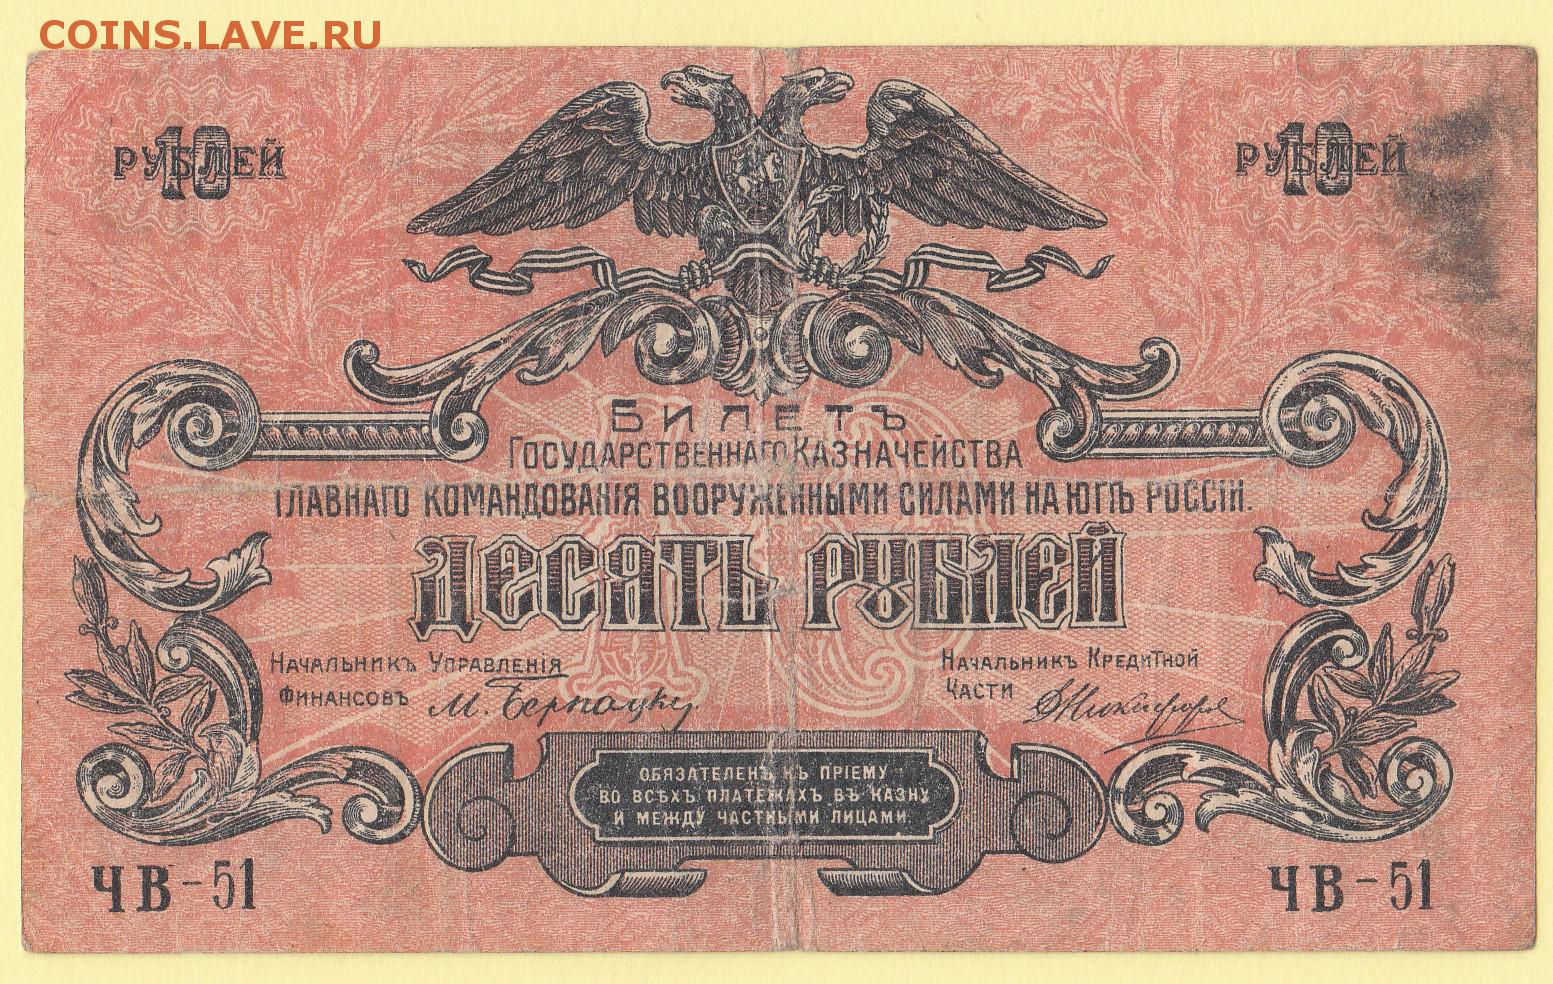 COINS.LAVE.RU
10
РУБЛЕЙ
10
РУБЛЕЙ
БИЛЕТЪ
ГОСУДАРСТВЕННАГО КАЗНАЧЕЙСТВА
ГЛАВНАГО КОМАНДОВАНІЯ ВООРУЖЕННЫМИ СИЛАМИ НА ЮГѢ РОССІИ.
ДЕСЯТЬ РУБЛЕЙ
НАЧАЛЬНИКЪ УПРАВЛЕНІЯ
ФИНАНСОВЪ
НАЧАЛЬНИКЪ КРЕДИТНОЙ
ЧАСТИ
ОБЯЗАТЕЛЕНЪ КЪ ПРІЕМУ
ВО ВСѢХЪ ПЛАТЕЖАХЪ ВЪ КАЗНУ
И МЕЖДУ ЧАСТНЫМИ ЛИЦАМИ.
ЧВ-51
ЧВ-51